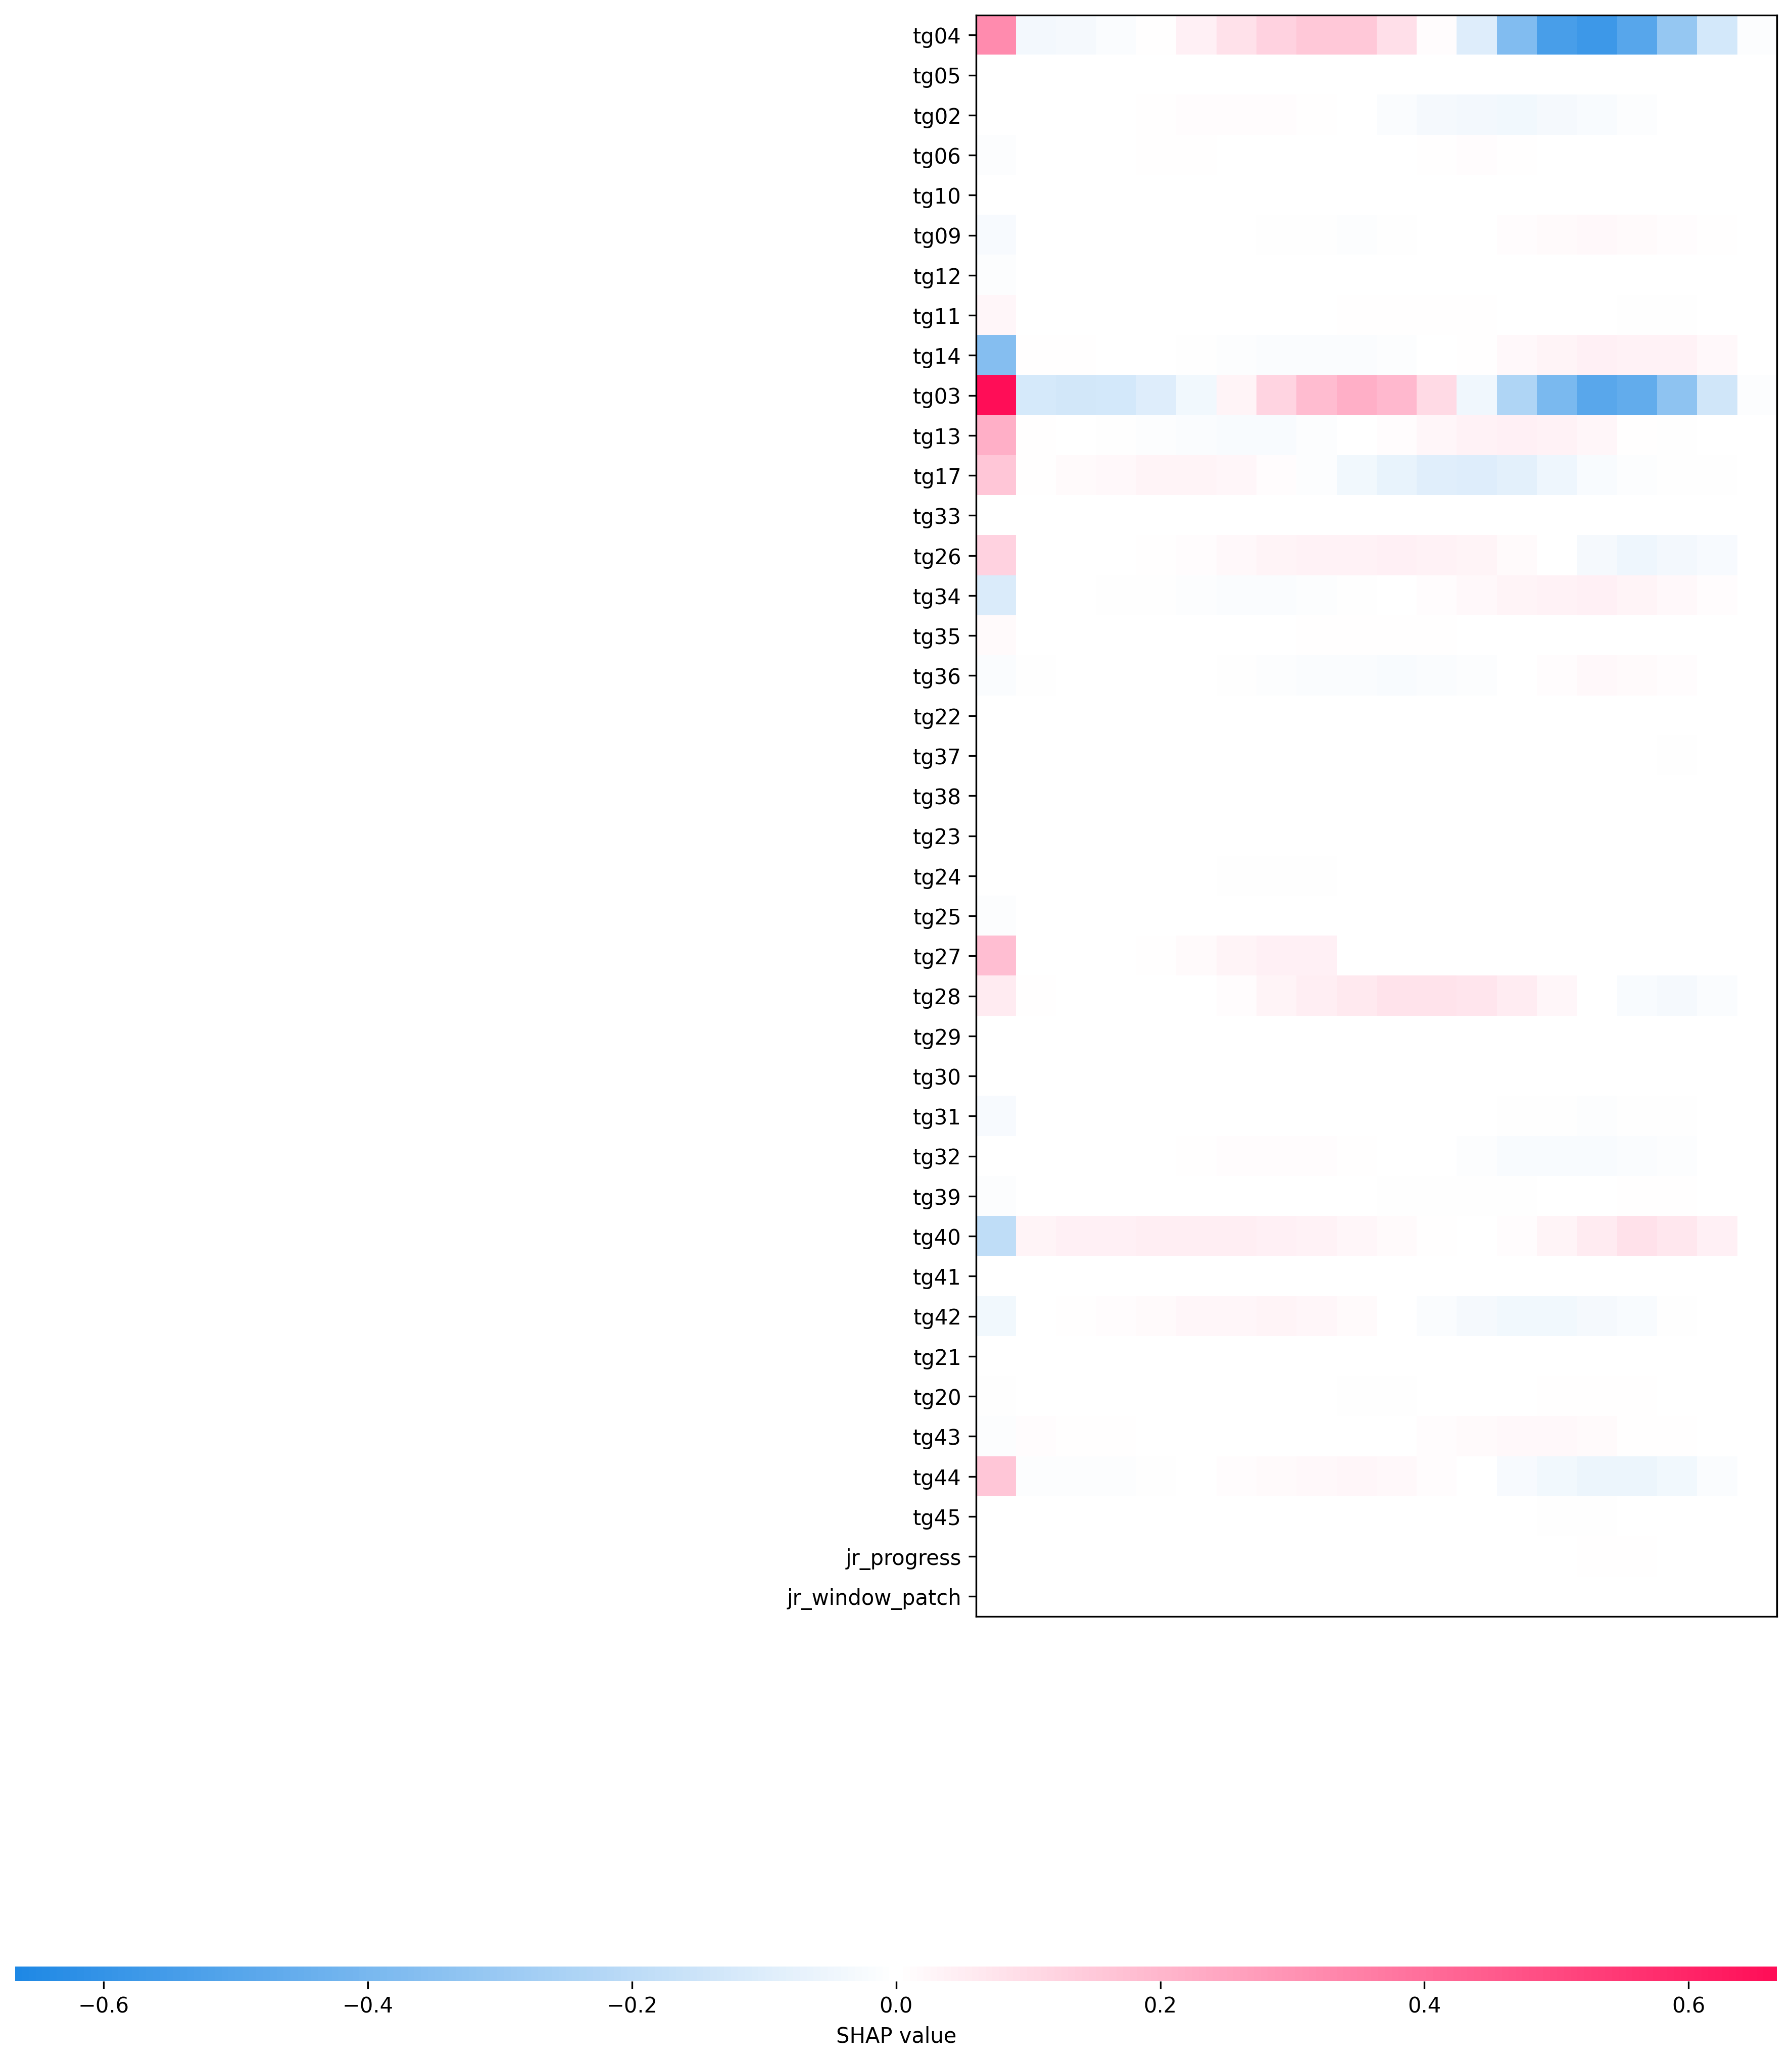 tg04
tg05
tg02
tg06
tg10
tg09
tg12
tg11
tg14
tg03
tg13
tg17
tg33
tg26
tg34
tg35
tg36
tg22
tg37
tg38
tg23
tg24
tg25
tg27
tg28
tg29
tg30
tg31
tg32
tg39
tg40
tg41
tg42
tg21
tg20
tg43
tg44
tg45
jr_progress
jr_window_patch
−0.6 −0.4 −0.2 0.0 0.2 0.4 0.6
SHAP value